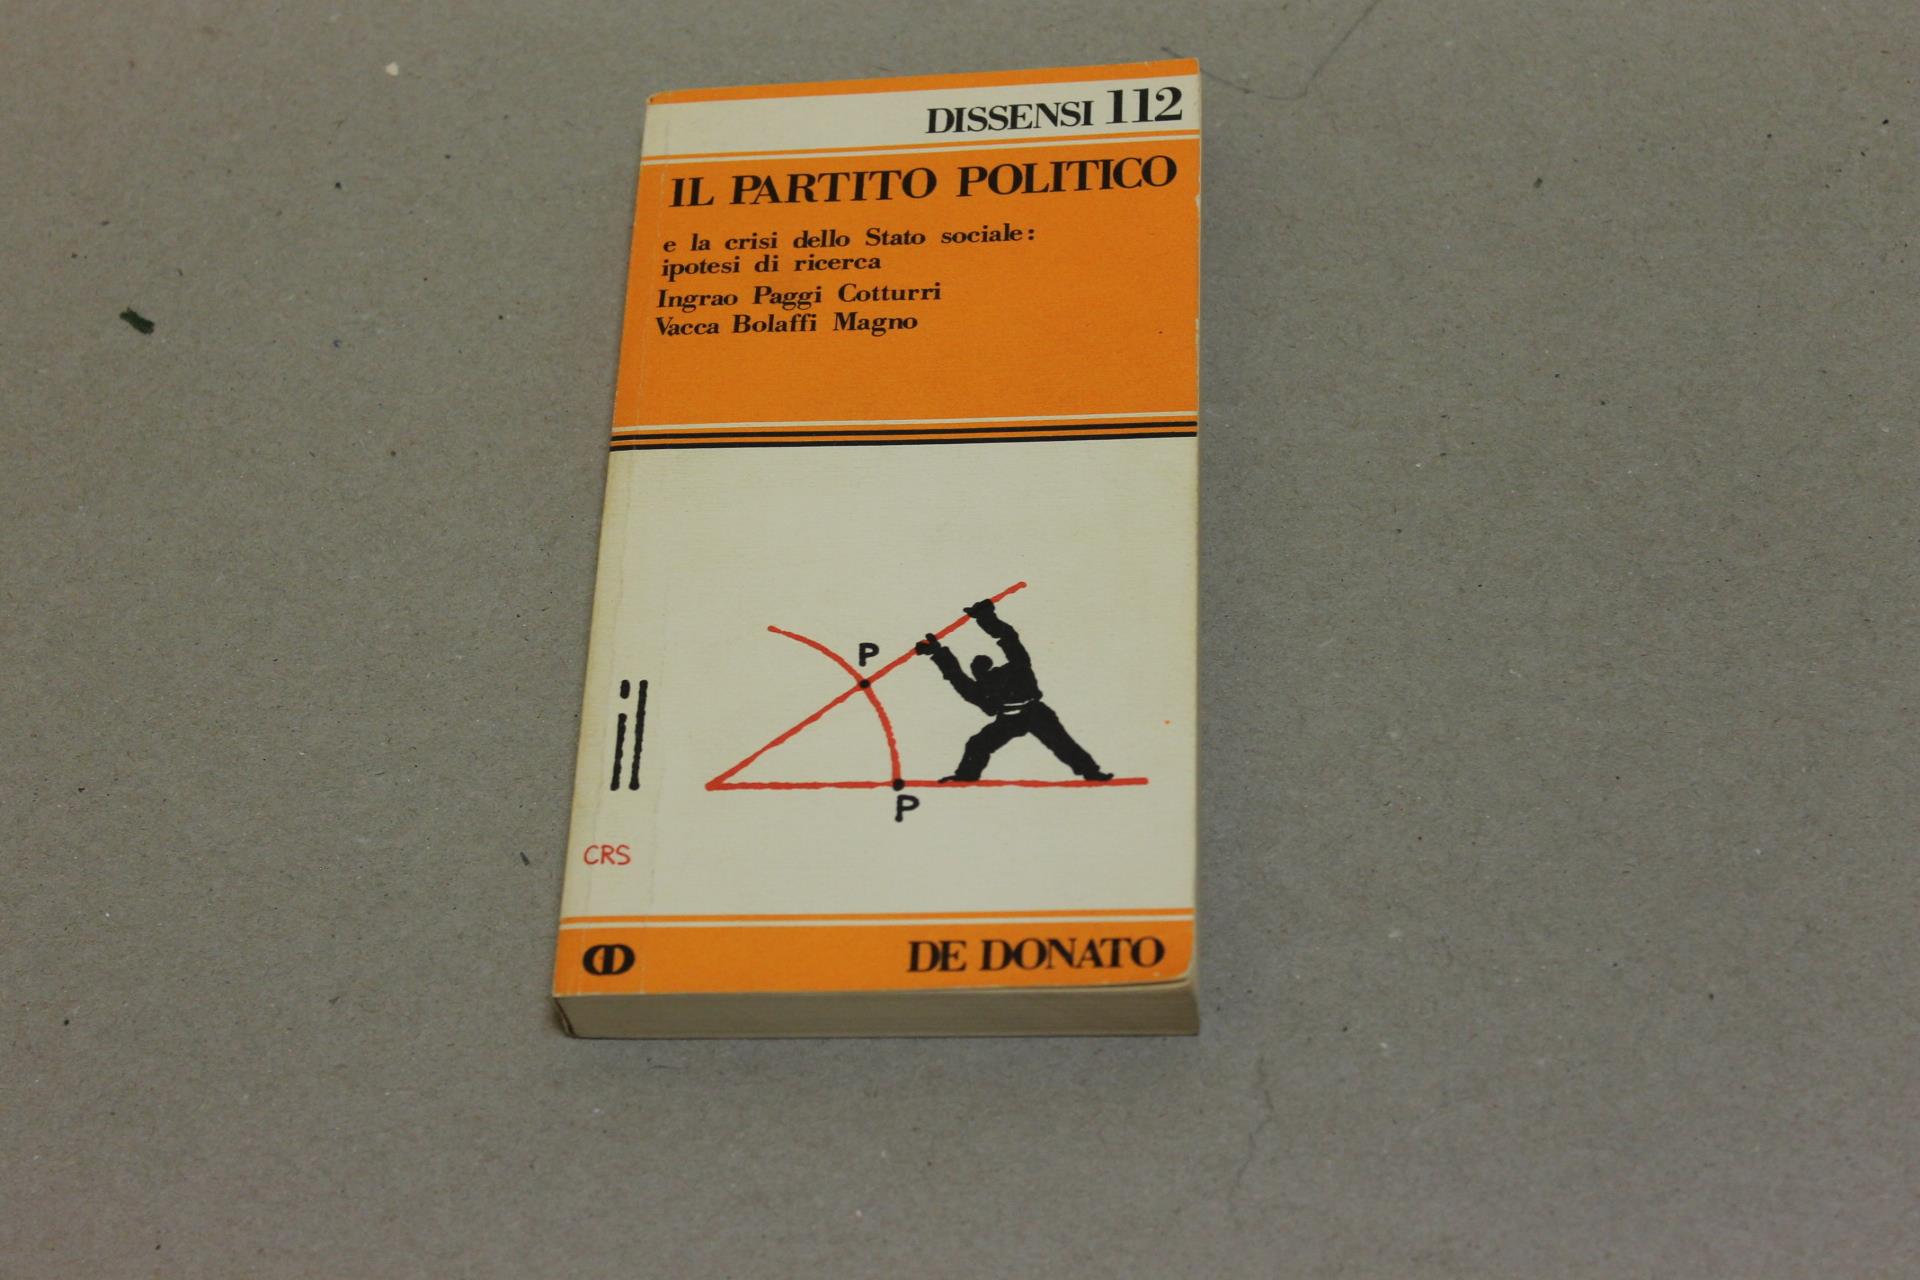 DISSENSI 112
IL PARTITO POLITICO
e la crisi dello Stato sociale:
ipotesi di ricerca
Ingrao Paggi Cotturri
Vacca Bolaffi Magno
P
il
P
CRS
DE DONATO